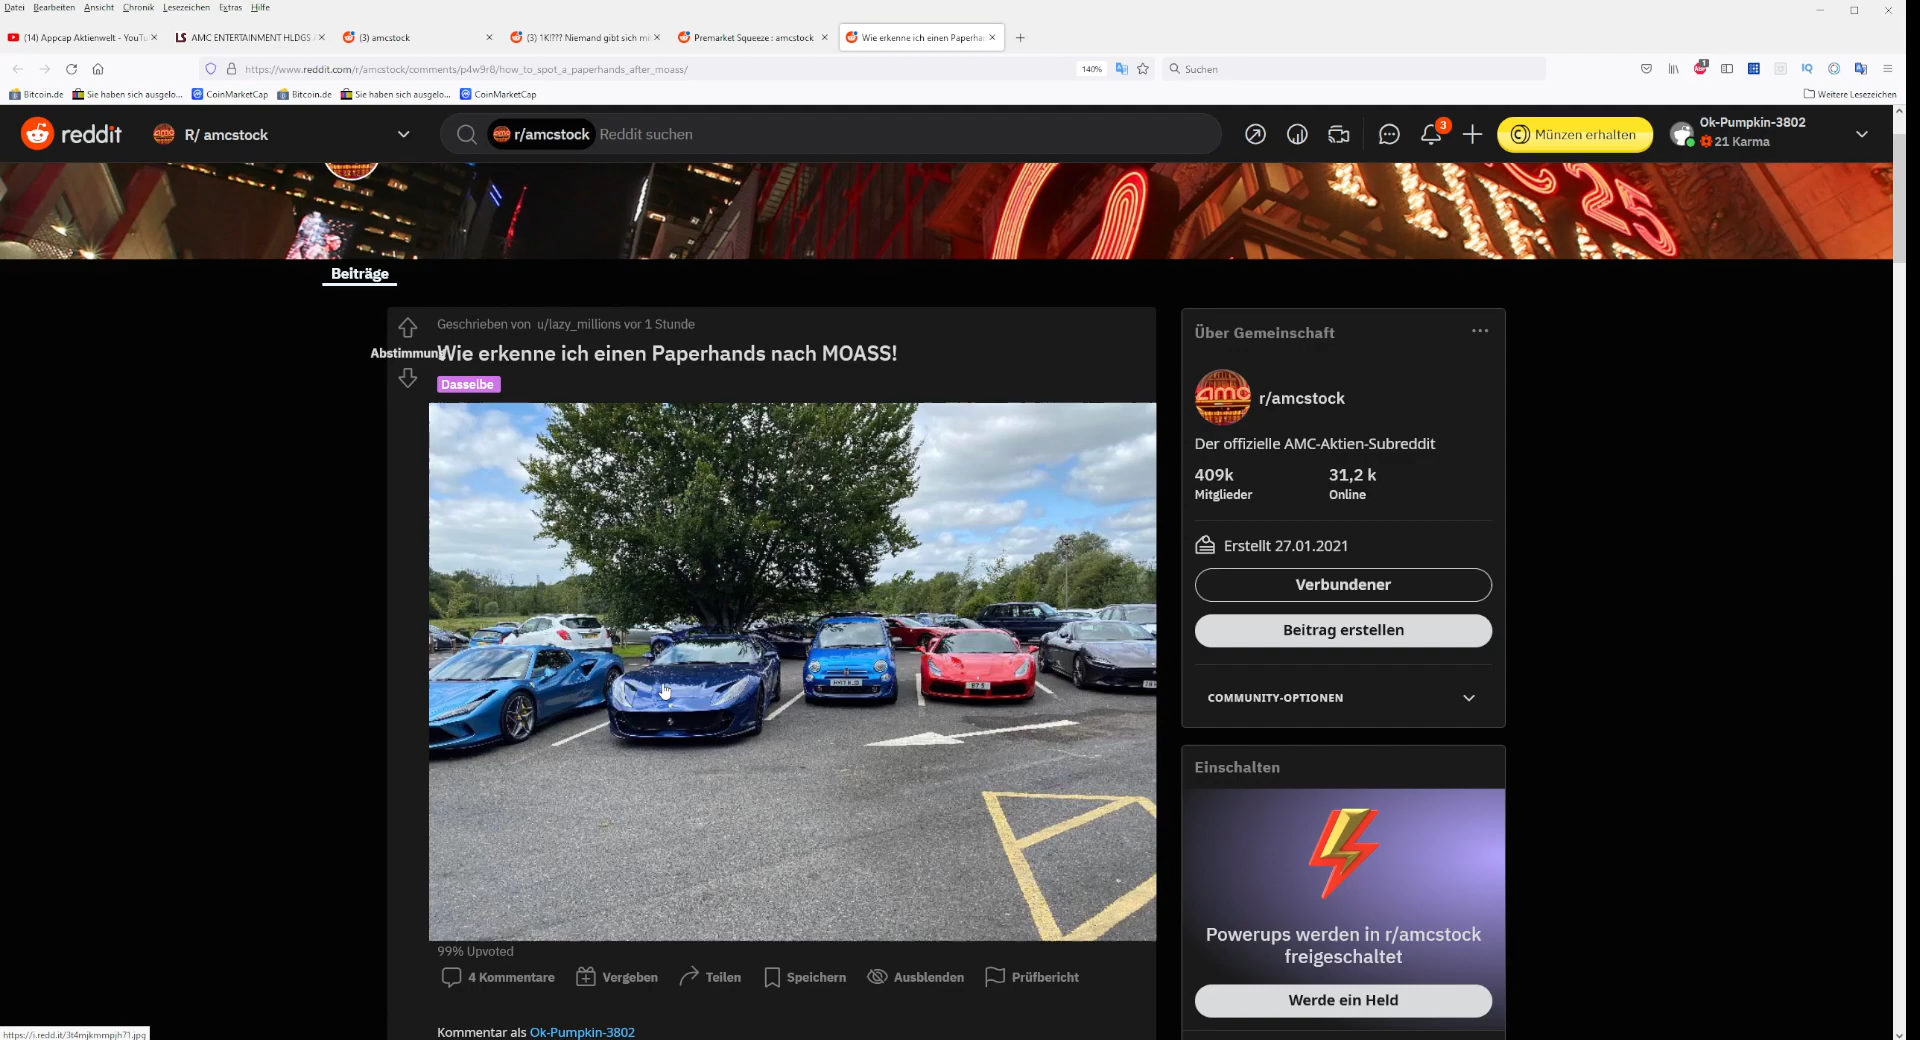 Datei Bearbeiten Ansicht Chronik Lesezeichen Extras Hilfe
(14) Appcap Aktienwelt - YouTu
AMC ENTERTAINMENT HLDGS
(3) amcstock
(3) 1K!??? Niemand gibt sich mi
Premarket Squeeze : amcstock
Wie erkenne ich einen Paperha
https://www.reddit.com/r/amcstock/comments/p4w9r8/how_to_spot_a_paperhands_after_moass/
140%
Suchen
1
IQ
Bitcoin.de
Sie haben sich ausgelo...
CoinMarketCap
Bitcoin.de
Sie haben sich ausgelo...
CoinMarketCap
Weitere Lesezeichen
reddit
R/ amcstock
r/amcstock
Reddit suchen
3
Münzen erhalten
Ok-Pumpkin-3802
21 Karma
Beiträge
Geschrieben von u/lazy_millions vor 1 Stunde
Abstimmung
Wie erkenne ich einen Paperhands nach MOASS!
Dasselbe
99% Upvoted
4 Kommentare
Vergeben
Teilen
Speichern
Ausblenden
Prüfbericht
Kommentar als Ok-Pumpkin-3802
Über Gemeinschaft
amc
r/amcstock
Der offizielle AMC-Aktien-Subreddit
409k
31,2 k
Mitglieder
Online
Erstellt 27.01.2021
Verbundener
Beitrag erstellen
COMMUNITY-OPTIONEN
Einschalten
Powerups werden in r/amcstock
freigeschaltet
Werde ein Held
https://i.redd.it/3t4mjkmmpjh71.jpg